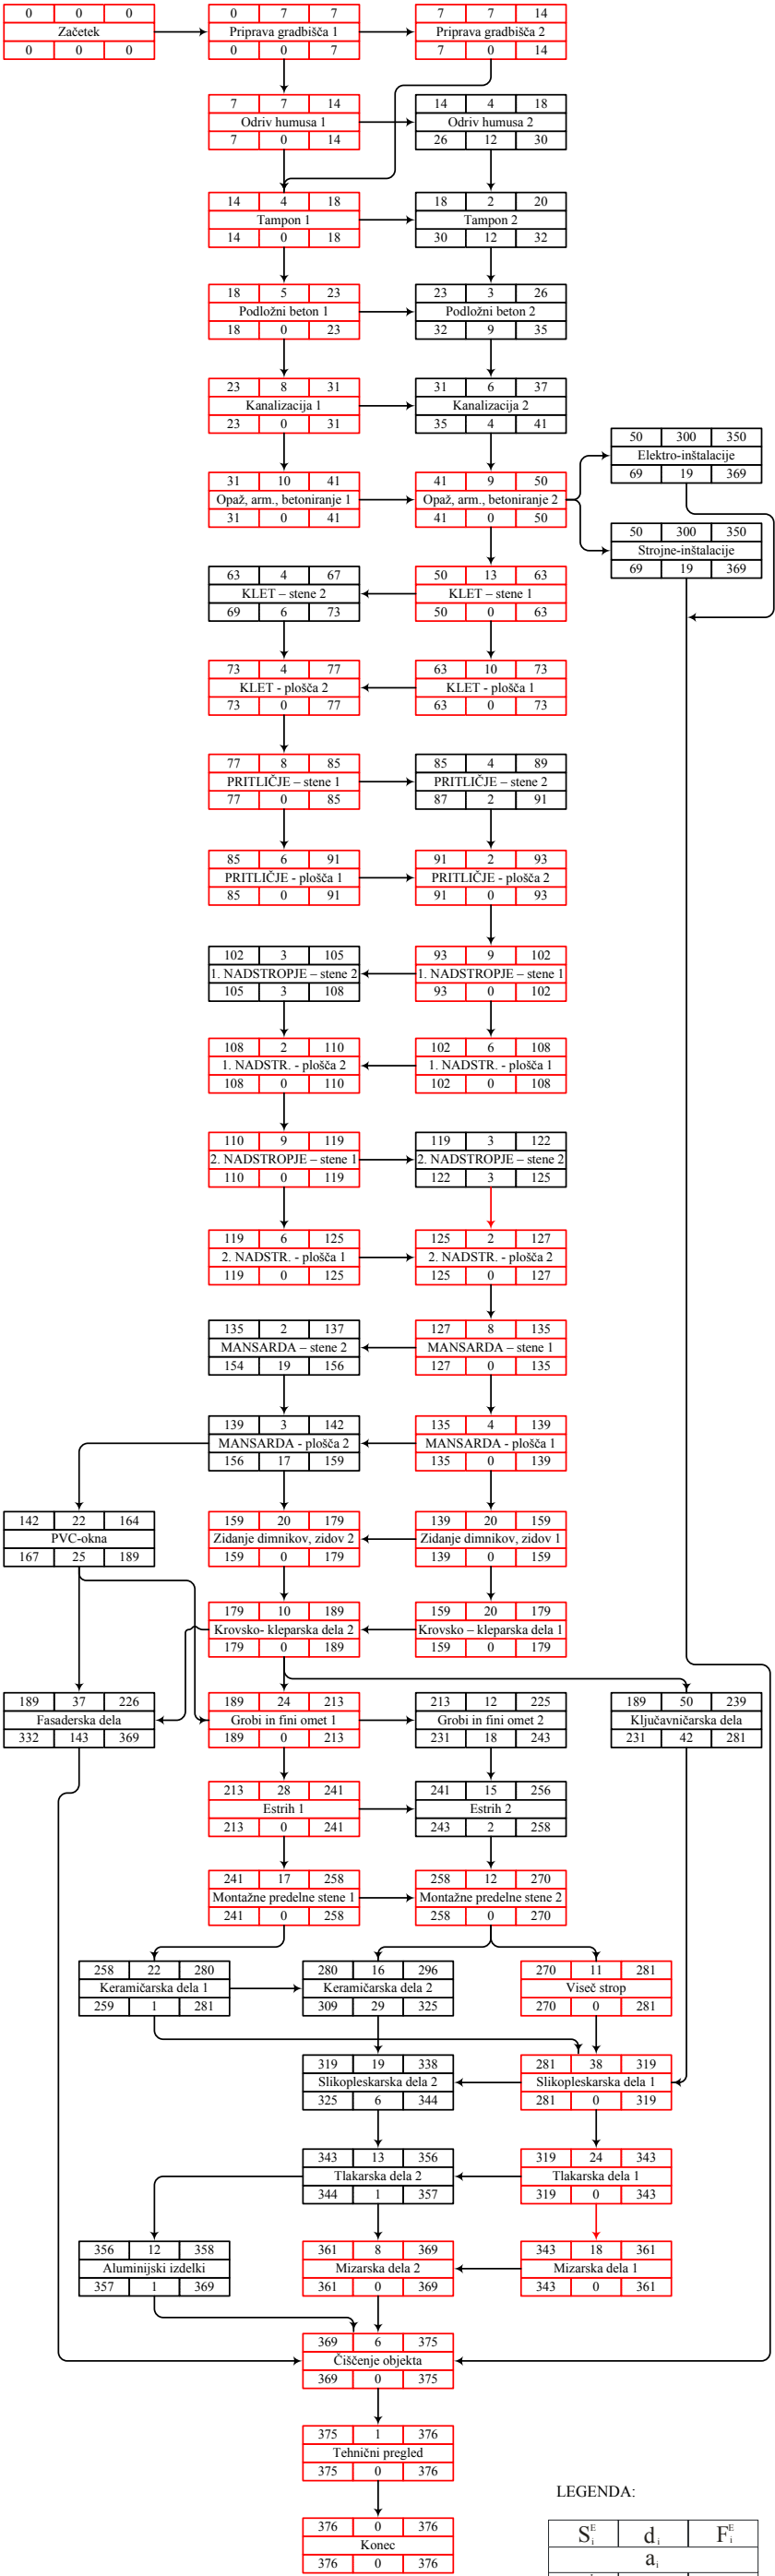 0 0 0
Začetek
0 0 0
0 7 7
Priprava gradbišča 1
0 0 7
7 7 14
Priprava gradbišča 2
7 0 14
7 7 14
Odriv humusa 1
7 0 14
14 4 18
Odriv humusa 2
26 12 30
14 4 18
Tampon 1
14 0 18
18 2 20
Tampon 2
30 12 32
18 5 23
Podložni beton 1
18 0 23
23 3 26
Podložni beton 2
32 9 35
23 8 31
Kanalizacija 1
23 0 31
31 6 37
Kanalizacija 2
35 4 41
50 300 350
Elektro-inštalacije
69 19 369
31 10 41
Opaž, arm., betoniranje 1
31 0 41
41 9 50
Opaž, arm., betoniranje 2
41 0 50
50 300 350
Strojne-inštalacije
69 19 369
63 4 67
KLET – stene 2
69 6 73
50 13 63
KLET – stene 1
50 0 63
73 4 77
KLET - plošča 2
73 0 77
63 10 73
KLET - plošča 1
63 0 73
77 8 85
PRITLIČJE – stene 1
77 0 85
85 4 89
PRITLIČJE – stene 2
87 2 91
85 6 91
PRITLIČJE - plošča 1
85 0 91
91 2 93
PRITLIČJE - plošča 2
91 0 93
102 3 105
1. NADSTROPJE – stene 2
105 3 108
93 9 102
1. NADSTROPJE – stene 1
93 0 102
108 2 110
1. NADSTR. - plošča 2
108 0 110
102 6 108
1. NADSTR. - plošča 1
102 0 108
110 9 119
2. NADSTROPJE – stene 1
110 0 119
119 3 122
2. NADSTROPJE – stene 2
122 3 125
119 6 125
2. NADSTR. - plošča 1
119 0 125
125 2 127
2. NADSTR. - plošča 2
125 0 127
135 2 137
MANSARDA – stene 2
154 19 156
127 8 135
MANSARDA – stene 1
127 0 135
139 3 142
MANSARDA - plošča 2
156 17 159
135 4 139
MANSARDA - plošča 1
135 0 139
142 22 164
PVC-okna
167 25 189
159 20 179
Zidanje dimnikov, zidov 2
159 0 179
139 20 159
Zidanje dimnikov, zidov 1
139 0 159
179 10 189
Krovsko- kleparska dela 2
179 0 189
159 20 179
Krovsko – kleparska dela 1
159 0 179
189 37 226
Fasaderska dela
332 143 369
189 24 213
Grobi in fini omet 1
189 0 213
213 12 225
Grobi in fini omet 2
231 18 243
189 50 239
Ključavničarska dela
231 42 281
213 28 241
Estrih 1
213 0 241
241 15 256
Estrih 2
243 2 258
241 17 258
Montažne predelne stene 1
241 0 258
258 12 270
Montažne predelne stene 2
258 0 270
258 22 280
Keramičarska dela 1
259 1 281
280 16 296
Keramičarska dela 2
309 29 325
270 11 281
Viseč strop
270 0 281
319 19 338
Slikopleskarska dela 2
325 6 344
281 38 319
Slikopleskarska dela 1
281 0 319
343 13 356
Tlakarska dela 2
344 1 357
319 24 343
Tlakarska dela 1
319 0 343
356 12 358
Aluminijski izdelki
357 1 369
361 8 369
Mizarska dela 2
361 0 369
343 18 361
Mizarska dela 1
343 0 361
369 6 375
Čiščenje objekta
369 0 375
375 1 376
Tehnični pregled
375 0 376
376 0 376
Konec
376 0 376
LEGENDA:
S_i^E d_i F_i^E
a_i